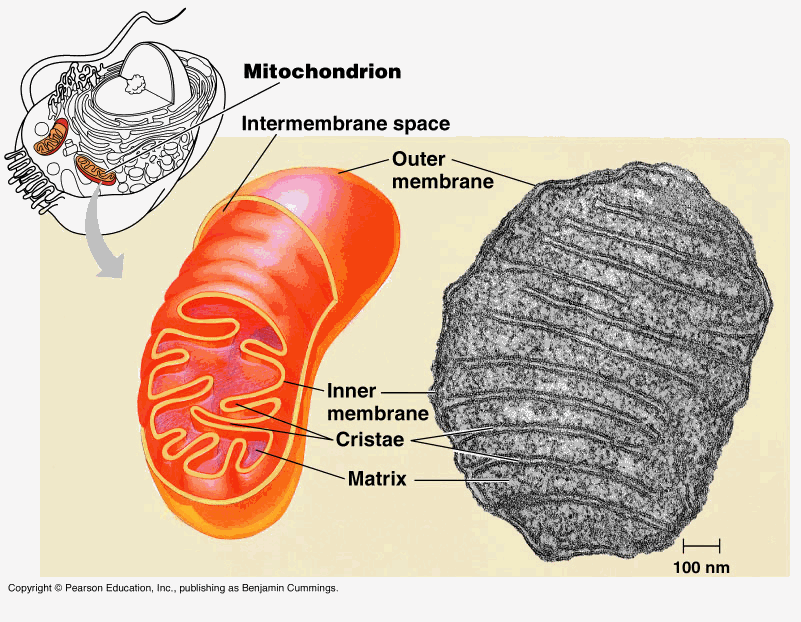 Mitochondrion
Intermembrane space
Outer
membrane
Inner
membrane
Cristae
Matrix
100 nm
Copyright © Pearson Education, Inc., publishing as Benjamin Cummings.